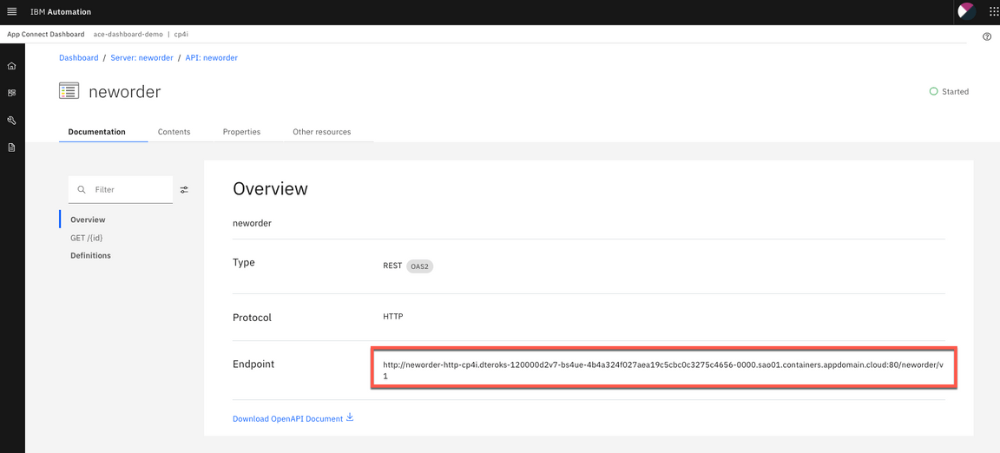 IBM Automation
App Connect Dashboard ace-dashboard-demo | cp4i
Dashboard / Server: neworder / API: neworder
neworder
Started
Documentation Contents Properties Other resources
Filter
Overview
GET /{id}
Definitions
Overview
neworder
Type
REST OAS2
Protocol
HTTP
Endpoint
http://neworder-http-cp4i.dteroks-120000d2v7-bs4ue-4b4a324f027aea19c5cbc0c3275c4656-0000.sao01.containers.appdomain.cloud:80/neworder/v
1
Download OpenAPI Document